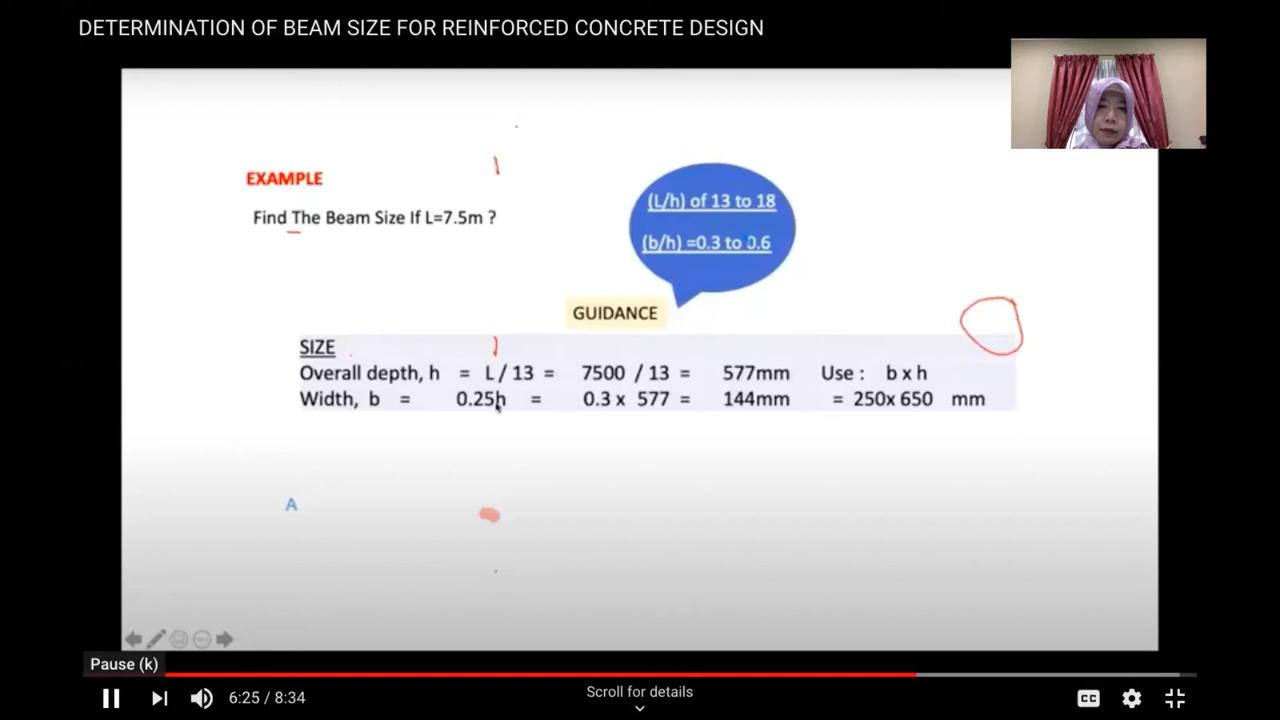 DETERMINATION OF BEAM SIZE FOR REINFORCED CONCRETE DESIGN
EXAMPLE
Find The Beam Size If L=7.5m ?
(L/h) of 13 to 18
(b/h) =0.3 to 0.6
GUIDANCE
SIZE
Overall depth, h = L / 13 = 7500 / 13 = 577mm Use : b x h
Width, b = 0.25h = 0.3 x 577 = 144mm = 250x 650 mm
A
Pause (k)
6:25 / 8:34
Scroll for details
CC